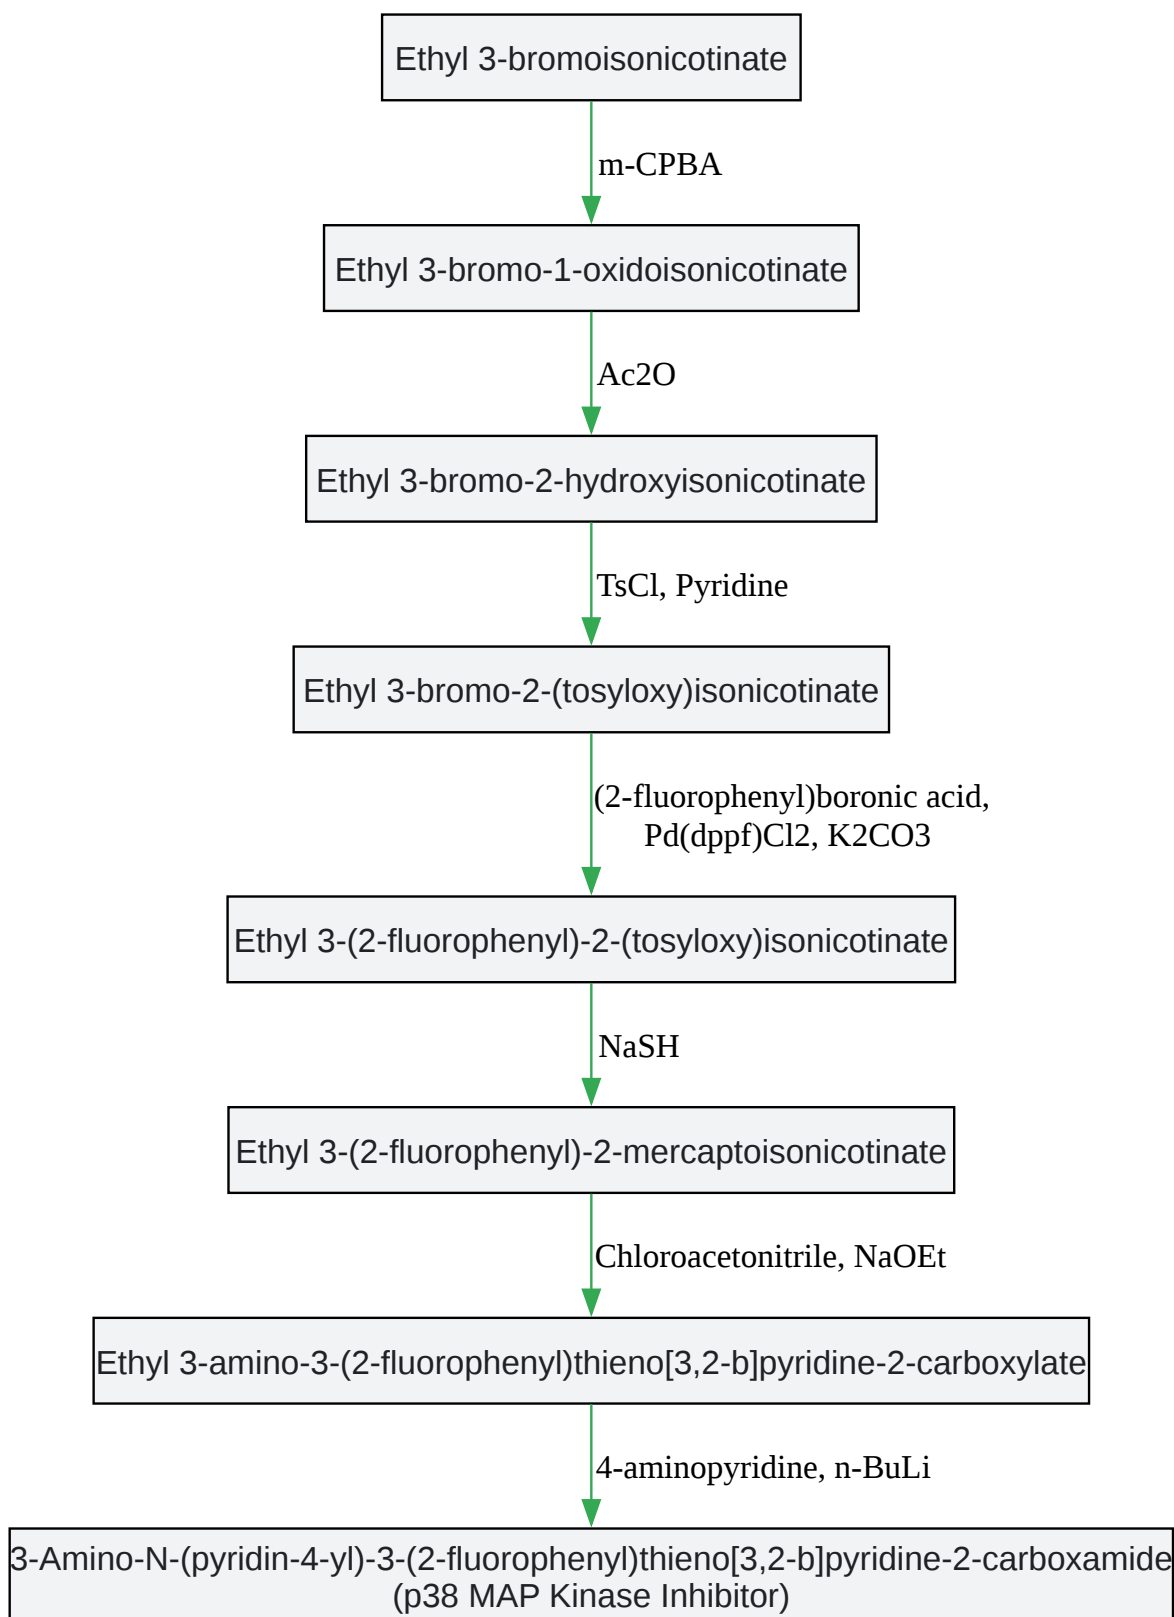 Ethyl 3-bromoisonicotinate
m-CPBA
Ethyl 3-bromo-1-oxidoisonicotinate
Ac2O
Ethyl 3-bromo-2-hydroxyisonicotinate
TsCl, Pyridine
Ethyl 3-bromo-2-(tosyloxy)isonicotinate
(2-fluorophenyl)boronic acid,
Pd(dppf)Cl2, K2CO3
Ethyl 3-(2-fluorophenyl)-2-(tosyloxy)isonicotinate
NaSH
Ethyl 3-(2-fluorophenyl)-2-mercaptoisonicotinate
Chloroacetonitrile, NaOEt
Ethyl 3-amino-3-(2-fluorophenyl)thieno[3,2-b]pyridine-2-carboxylate
4-aminopyridine, n-BuLi
3-Amino-N-(pyridin-4-yl)-3-(2-fluorophenyl)thieno[3,2-b]pyridine-2-carboxamide
(p38 MAP Kinase Inhibitor)